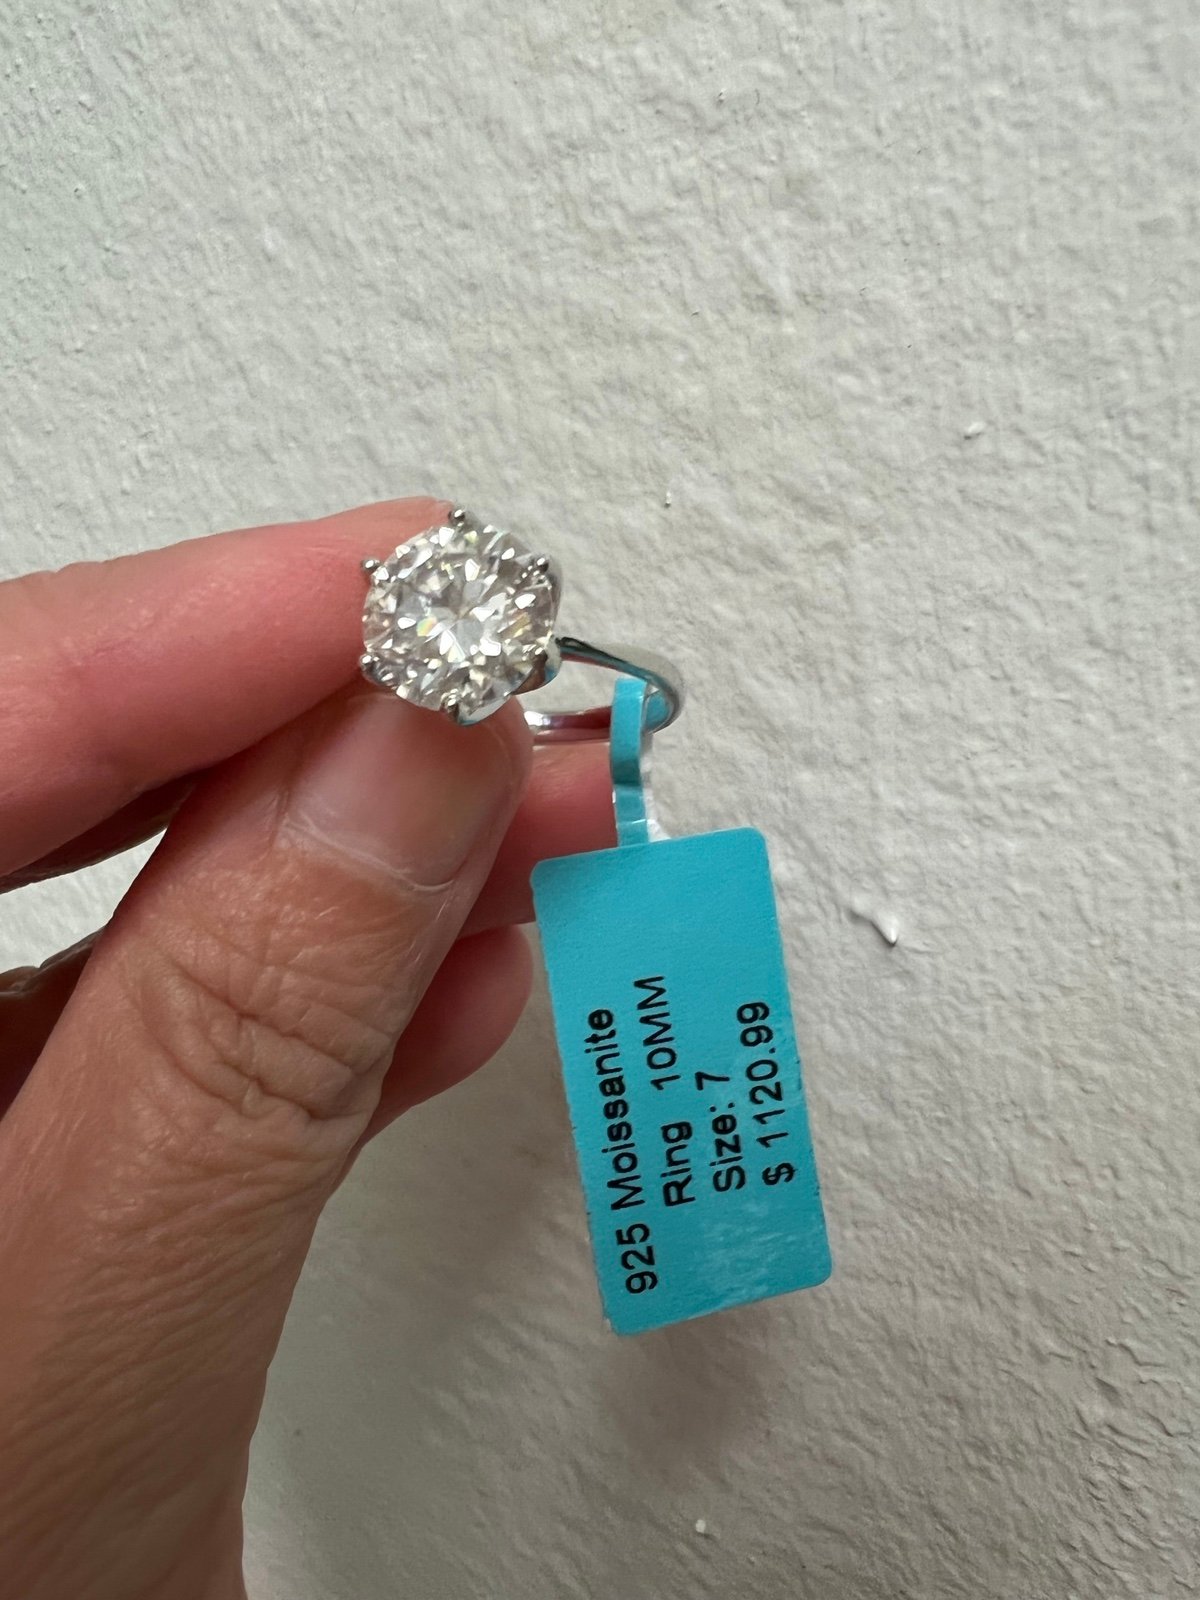 925 Moissanite
Ring 10MM
Size: 7
$ 1120.99